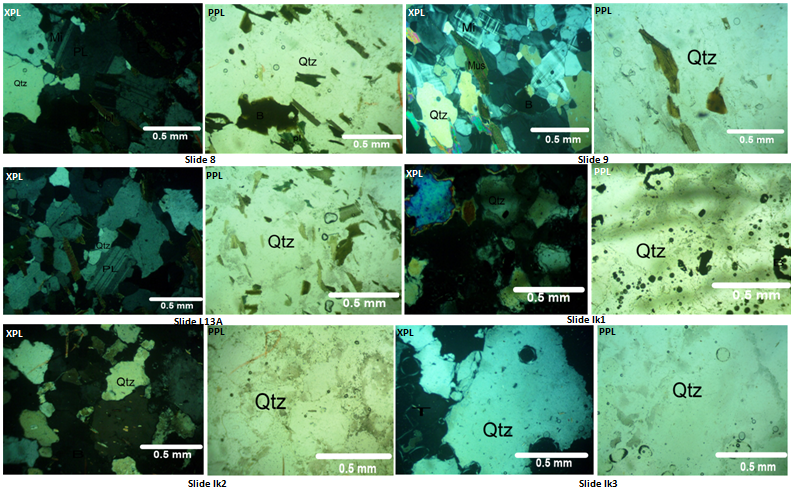 XPL
PPL
XPL
PPL
Mi
PL
Qtz
Qtz
B
0.5 mm
0.5 mm
Mi
Mus
B
Qtz
Qtz
0.5 mm
0.5 mm
Slide 8
Slide 9
XPL
PPL
XPL
PPL
Qtz
PL
Qtz
Qtz
Qtz
0.5 mm
0.5 mm
0.5 mm
0.5 mm
Slide L13A
Slide Ik1
XPL
PPL
XPL
PPL
Qtz
Qtz
Qtz
Qtz
0.5 mm
0.5 mm
0.5 mm
0.5 mm
Slide Ik2
Slide Ik3